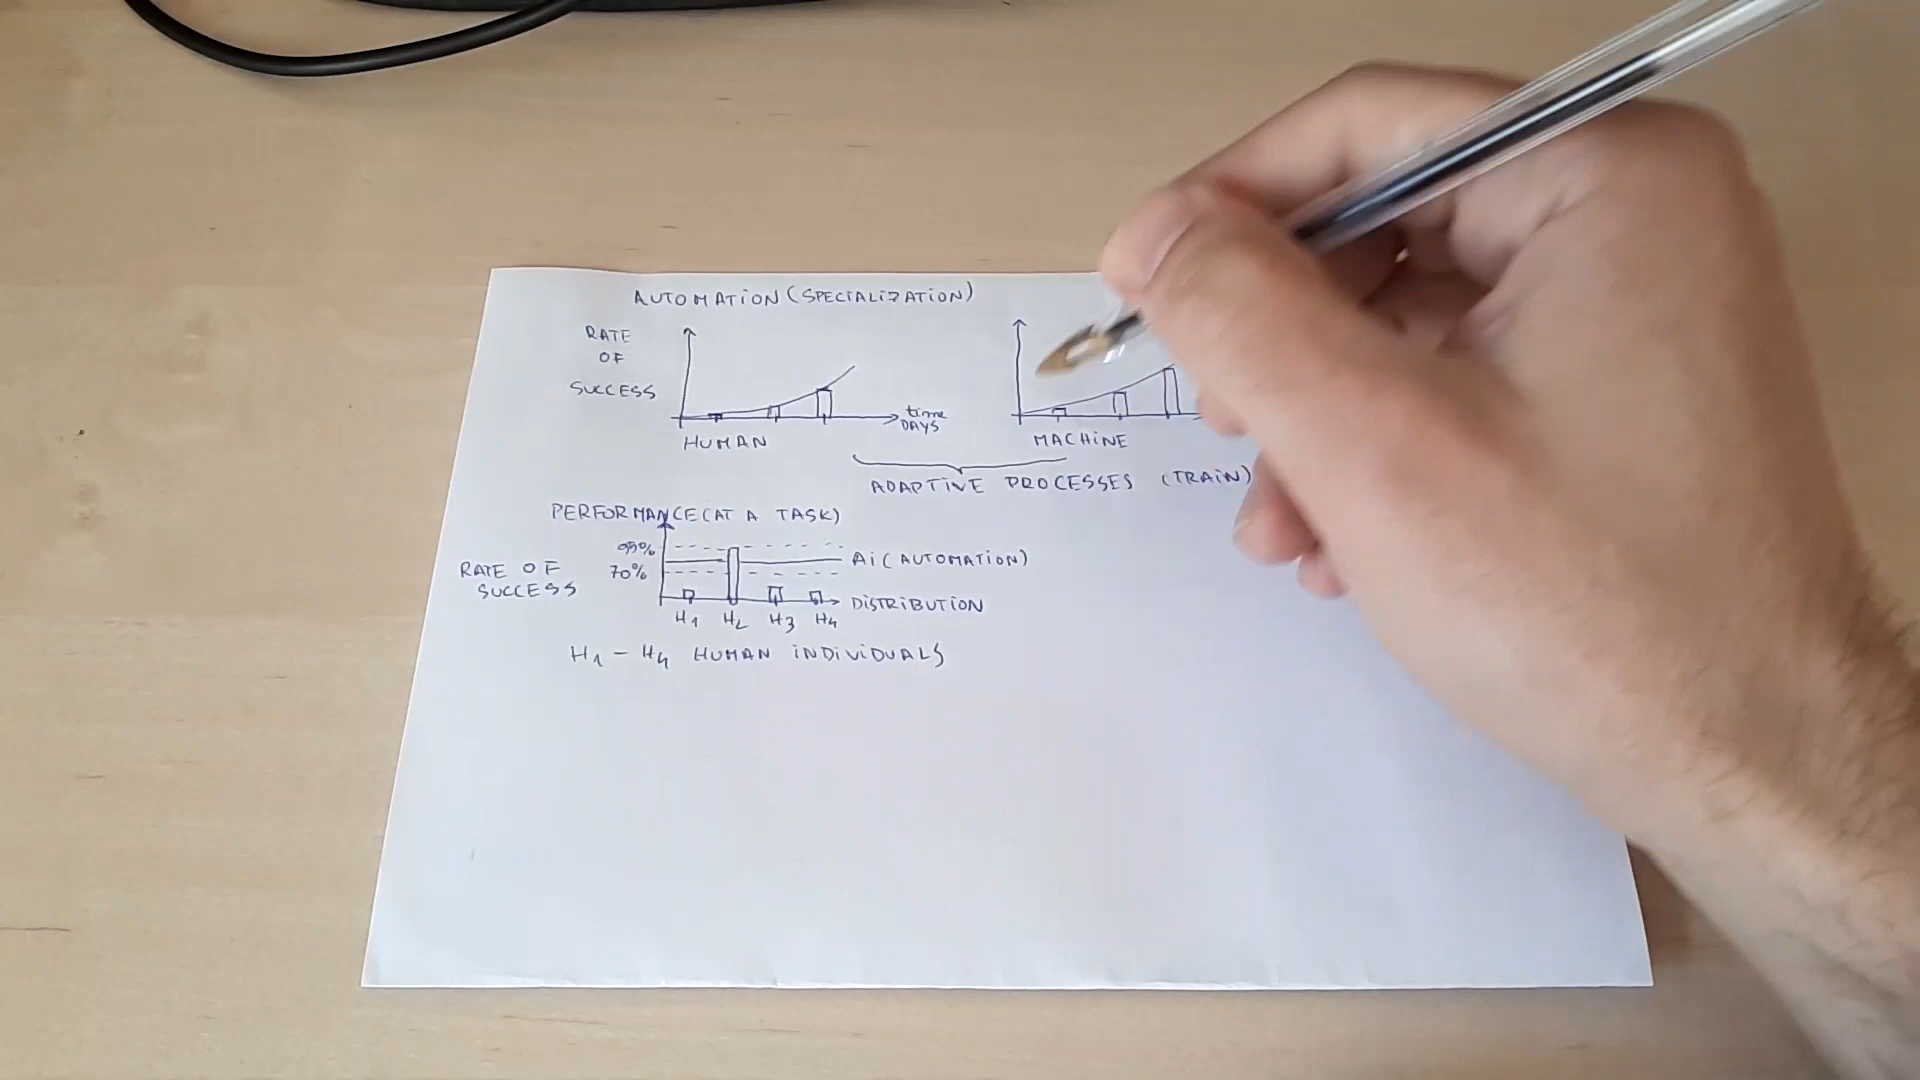 AUTOMATiON (SPECiALiZATiON)
RATE
OF
SUCCESS
time
DAYS
HUMAN
MACHiNE
ADAPTiVE PROCESSES (TRAiN)
PERFORMANCE (AT A TASK)
99%
70%
RATE OF
SUCCESS
Ai (AUTOMATiON)
DiSTRiBUTiON
H1 H2 H3 H4
H1 - H4 HUMAN iNDiViDUALS